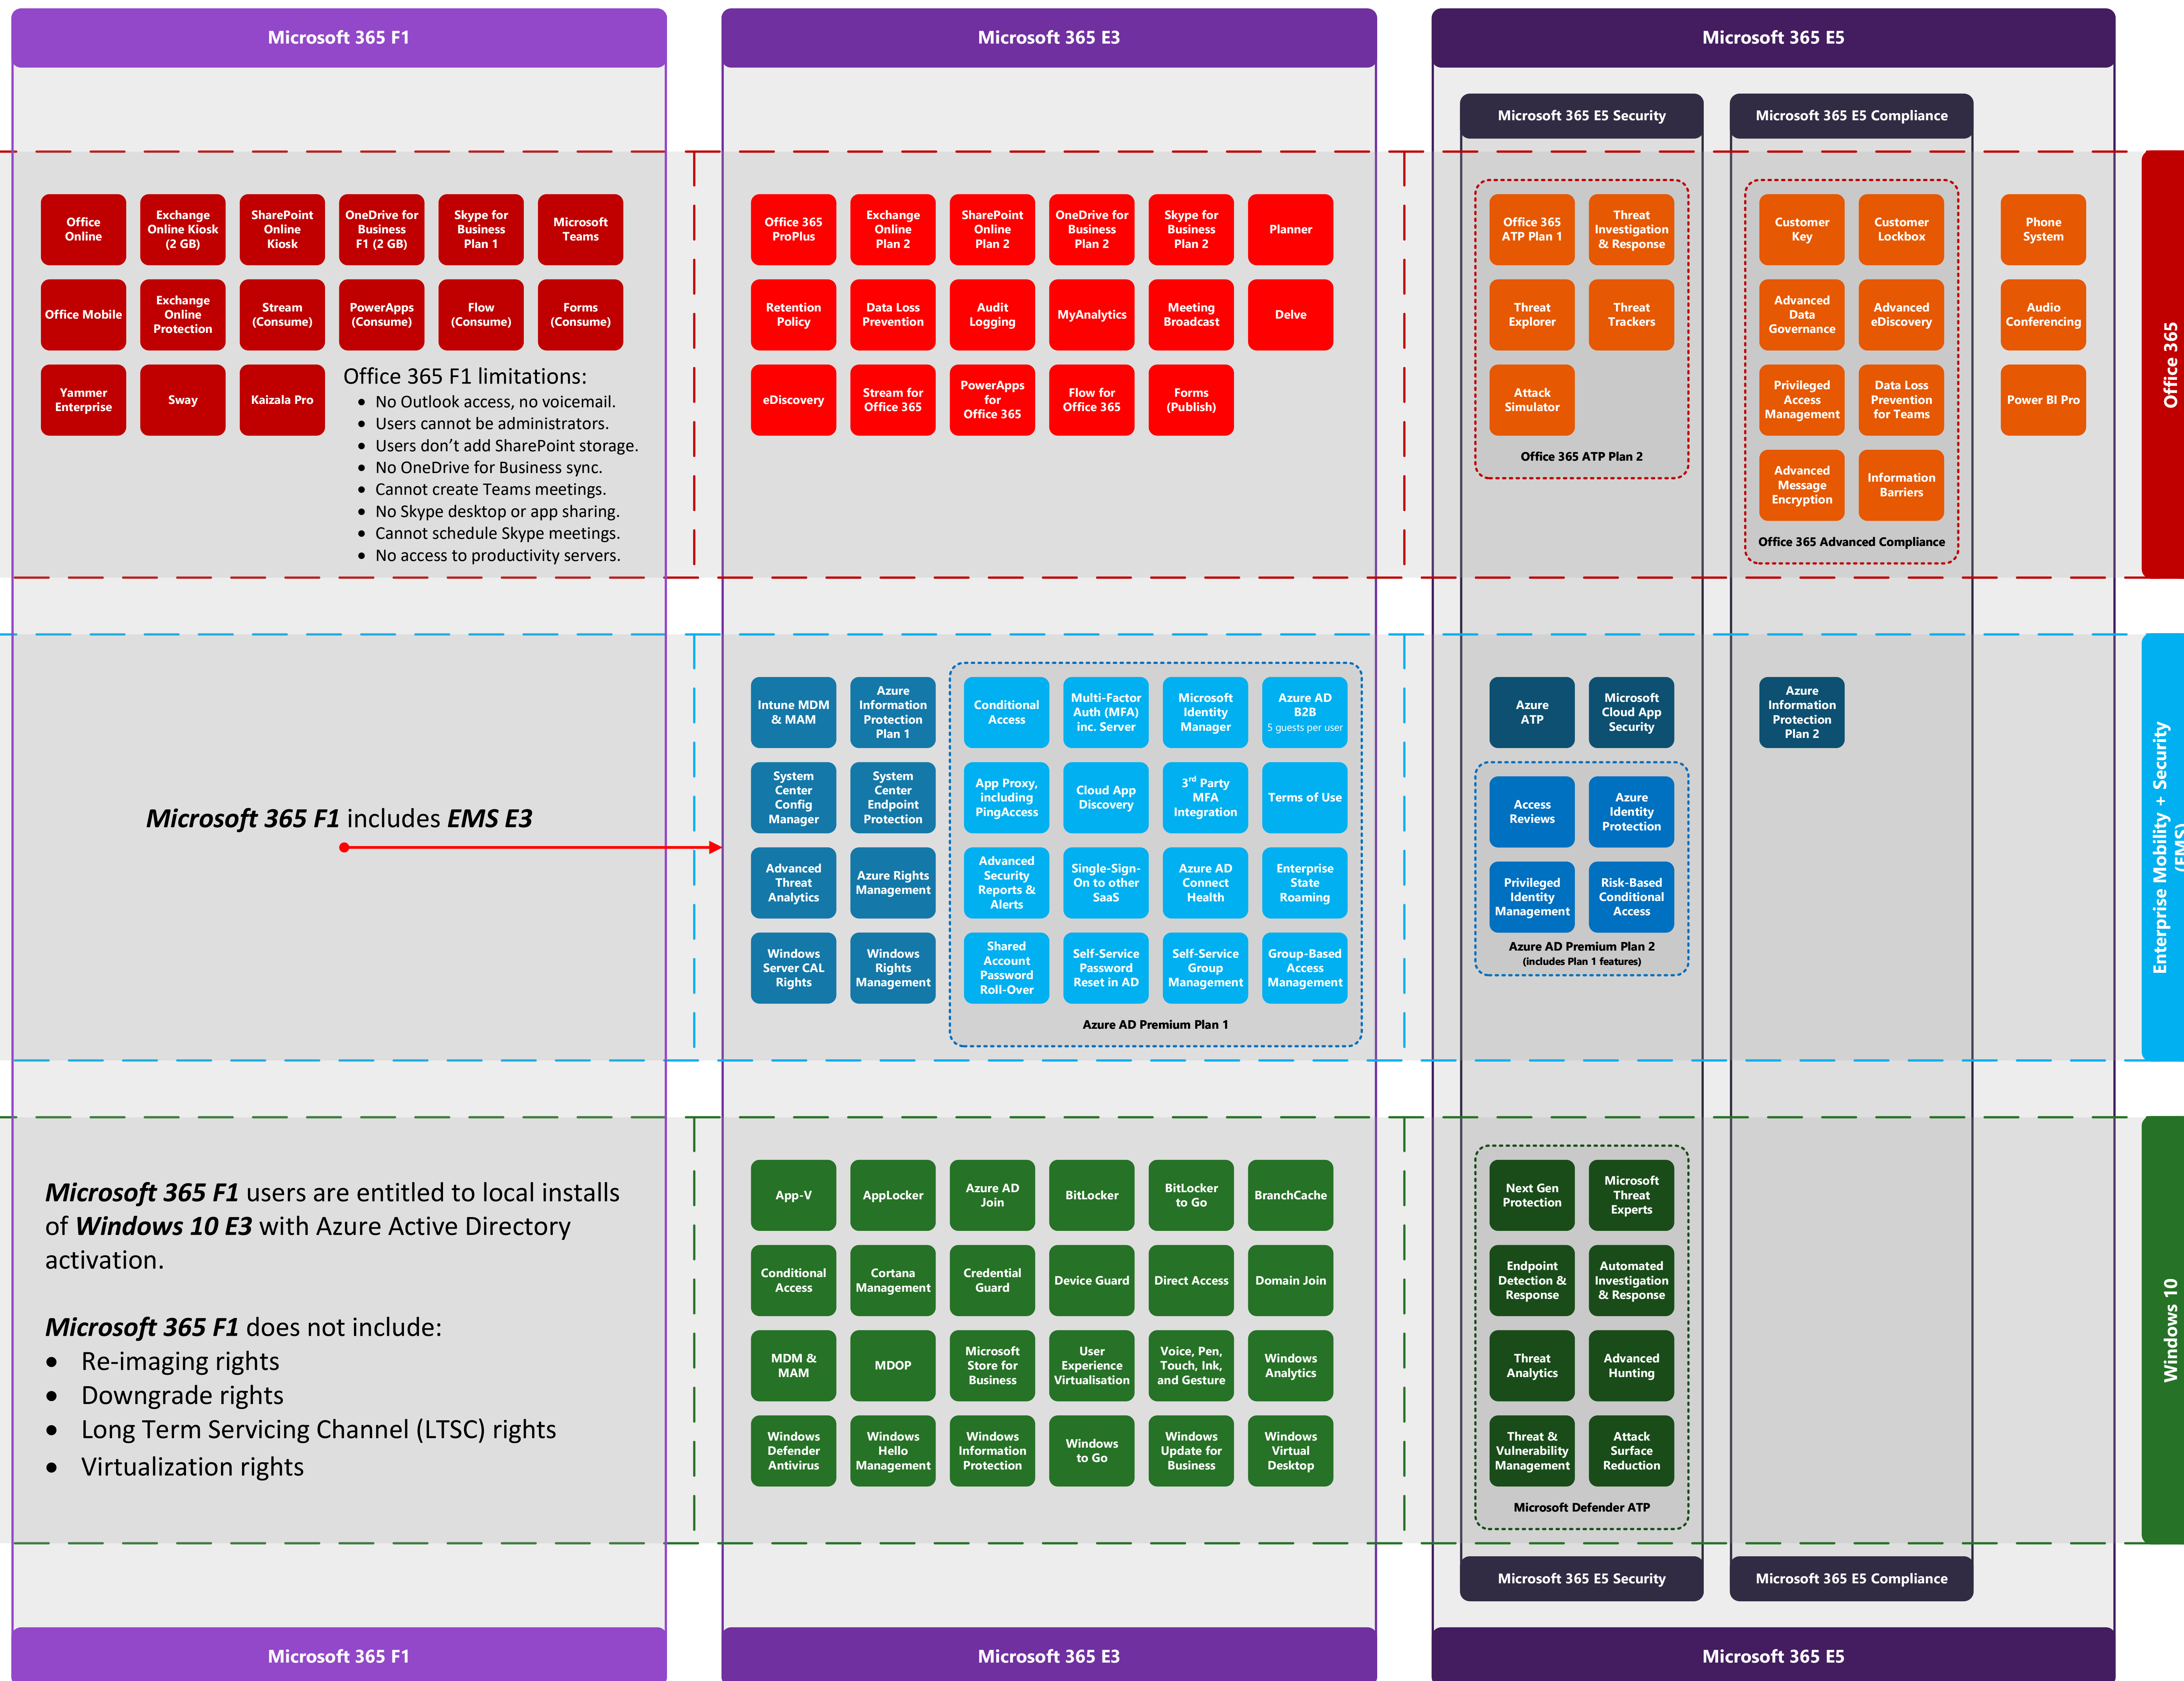 Microsoft 365 F1
Microsoft 365 E3
Microsoft 365 E5
Microsoft 365 E5 Security
Microsoft 365 E5 Compliance
Office
Online
Exchange
Online Kiosk
(2 GB)
SharePoint
Online
Kiosk
OneDrive for
Business
F1 (2 GB)
Skype for
Business
Plan 1
Microsoft
Teams
Office Mobile
Exchange
Online
Protection
Stream
(Consume)
PowerApps
(Consume)
Flow
(Consume)
Forms
(Consume)
Yammer
Enterprise
Sway
Kaizala Pro
Office 365 F1 limitations:
• No Outlook access, no voicemail.
• Users cannot be administrators.
• Users don’t add SharePoint storage.
• No OneDrive for Business sync.
• Cannot create Teams meetings.
• No Skype desktop or app sharing.
• Cannot schedule Skype meetings.
• No access to productivity servers.
Office 365
ProPlus
Exchange
Online
Plan 2
SharePoint
Online
Plan 2
OneDrive for
Business
Plan 2
Skype for
Business
Plan 2
Planner
Retention
Policy
Data Loss
Prevention
Audit
Logging
MyAnalytics
Meeting
Broadcast
Delve
eDiscovery
Stream for
Office 365
PowerApps
for
Office 365
Flow for
Office 365
Forms
(Publish)
Office 365
ATP Plan 1
Threat
Investigation
& Response
Threat
Explorer
Threat
Trackers
Attack
Simulator
Office 365 ATP Plan 2
Customer
Key
Customer
Lockbox
Advanced
Data
Governance
Advanced
eDiscovery
Privileged
Access
Management
Data Loss
Prevention
for Teams
Advanced
Message
Encryption
Information
Barriers
Office 365 Advanced Compliance
Phone
System
Audio
Conferencing
Power BI Pro
Office 365
Microsoft 365 F1 includes EMS E3
Intune MDM
& MAM
Azure
Information
Protection
Plan 1
System
Center
Config
Manager
System
Center
Endpoint
Protection
Advanced
Threat
Analytics
Azure Rights
Management
Windows
Server CAL
Rights
Windows
Rights
Management
Conditional
Access
Multi-Factor
Auth (MFA)
inc. Server
Microsoft
Identity
Manager
Azure AD
B2B
5 guests per user
App Proxy,
including
PingAccess
Cloud App
Discovery
3rd Party
MFA
Integration
Terms of Use
Advanced
Security
Reports &
Alerts
Single-Sign-
On to other
SaaS
Azure AD
Connect
Health
Enterprise
State
Roaming
Shared
Account
Password
Roll-Over
Self-Service
Password
Reset in AD
Self-Service
Group
Management
Group-Based
Access
Management
Azure AD Premium Plan 1
Azure
ATP
Microsoft
Cloud App
Security
Access
Reviews
Azure
Identity
Protection
Privileged
Identity
Management
Risk-Based
Conditional
Access
Azure AD Premium Plan 2
(includes Plan 1 features)
Azure
Information
Protection
Plan 2
Enterprise Mobility + Security
(EMS)
Microsoft 365 F1 users are entitled to local installs
of Windows 10 E3 with Azure Active Directory
activation.
Microsoft 365 F1 does not include:
• Re-imaging rights
• Downgrade rights
• Long Term Servicing Channel (LTSC) rights
• Virtualization rights
App-V
AppLocker
Azure AD
Join
BitLocker
BitLocker
to Go
BranchCache
Conditional
Access
Cortana
Management
Credential
Guard
Device Guard
Direct Access
Domain Join
MDM &
MAM
MDOP
Microsoft
Store for
Business
User
Experience
Virtualisation
Voice, Pen,
Touch, Ink,
and Gesture
Windows
Analytics
Windows
Defender
Antivirus
Windows
Hello
Management
Windows
Information
Protection
Windows
to Go
Windows
Update for
Business
Windows
Virtual
Desktop
Next Gen
Protection
Microsoft
Threat
Experts
Endpoint
Detection &
Response
Automated
Investigation
& Response
Threat
Analytics
Advanced
Hunting
Threat &
Vulnerability
Management
Attack
Surface
Reduction
Microsoft Defender ATP
Windows 10
Microsoft 365 E5 Security
Microsoft 365 E5 Compliance
Microsoft 365 F1
Microsoft 365 E3
Microsoft 365 E5